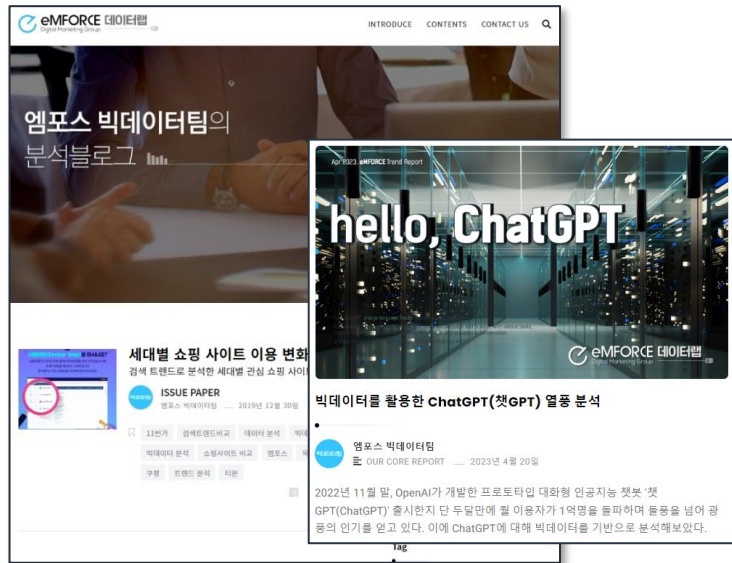 eMFORCE 데이터랩
Digital Marketing Group
INTRODUCE CONTENTS CONTACT US
엠포스 빅데이터팀의
분석블로그
세대별 쇼핑 사이트 이용 변화
검색 트렌드로 분석한 세대별 관심 쇼핑 사이트
ISSUE PAPER
엠포스 빅데이터팀 2019년 12월 30일
11번가 검색트렌드비교 데이터 분석
빅데이터 분석 쇼핑사이트 비교 엠포스
쿠팡 트렌드 분석 티몬
Tag
Apr 2023. eMFORCE Trend Report
hello, ChatGPT
eMFORCE 데이터랩
Digital Marketing Group
빅데이터를 활용한 ChatGPT(챗GPT) 열풍 분석
엠포스 빅데이터팀
OUR CORE REPORT 2023년 4월 20일
2022년 11월 말, OpenAI가 개발한 프로토타입 대화형 인공지능 챗봇 '챗
GPT(ChatGPT)' 출시한지 단 두달만에 월 이용자가 1억명을 돌파하며 돌풍을 넘어 광
풍의 인기를 얻고 있다. 이에 ChatGPT에 대해 빅데이터를 기반으로 분석해보았다.